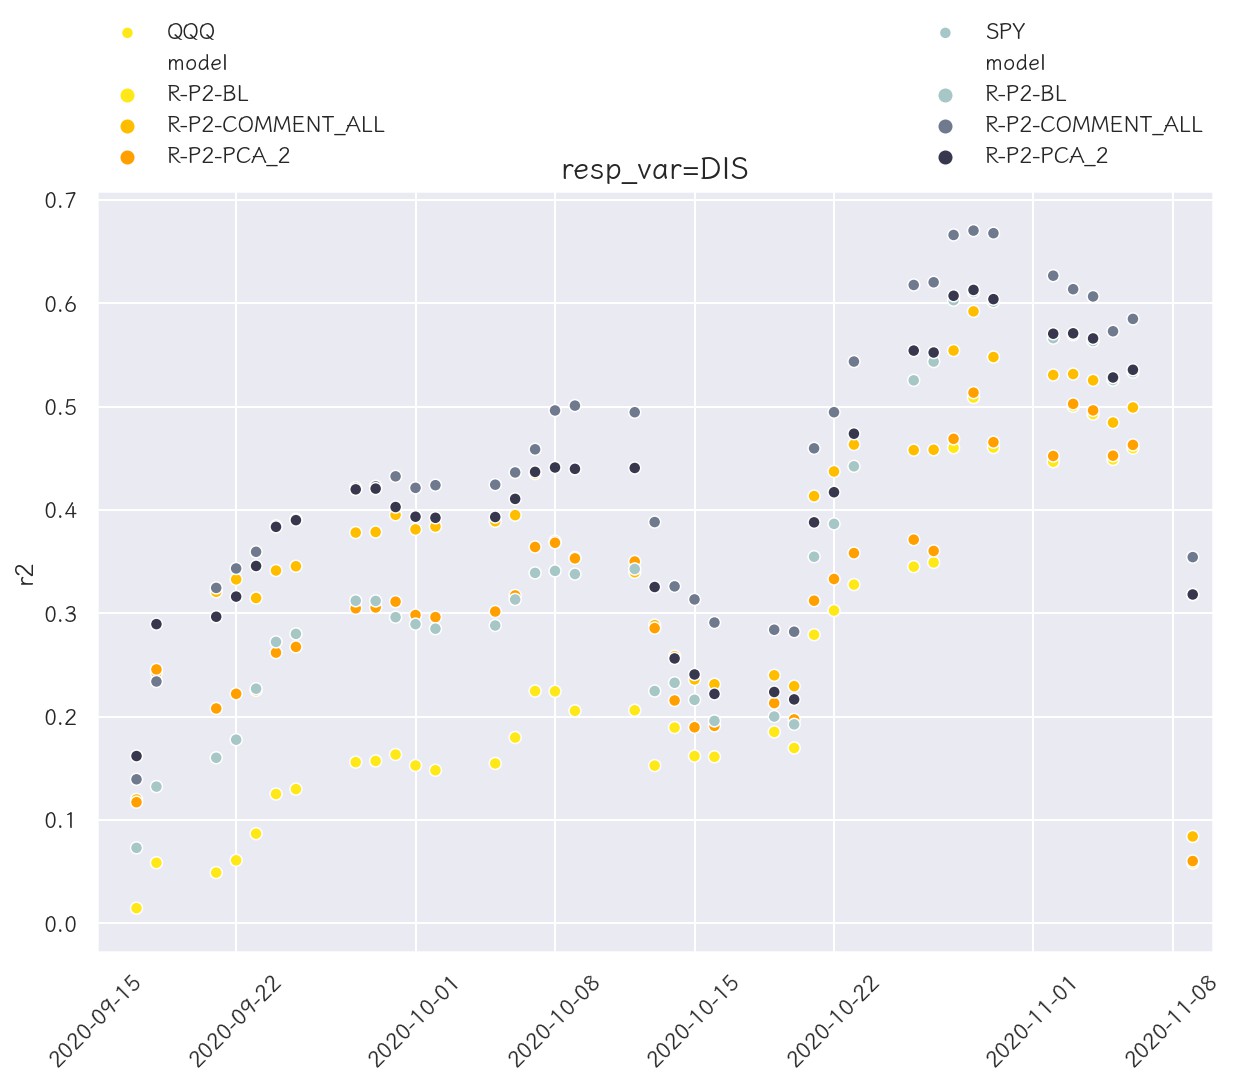 QQQ
model
R-P2-BL
R-P2-COMMENT_ALL
R-P2-PCA_2
SPY
model
R-P2-BL
R-P2-COMMENT_ALL
R-P2-PCA_2
resp_var=DIS
0.7
0.6
0.5
0.4
0.3
0.2
0.1
0.0
r2
2020-09-15
2020-09-22
2020-10-01
2020-10-08
2020-10-15
2020-10-22
2020-11-01
2020-11-08